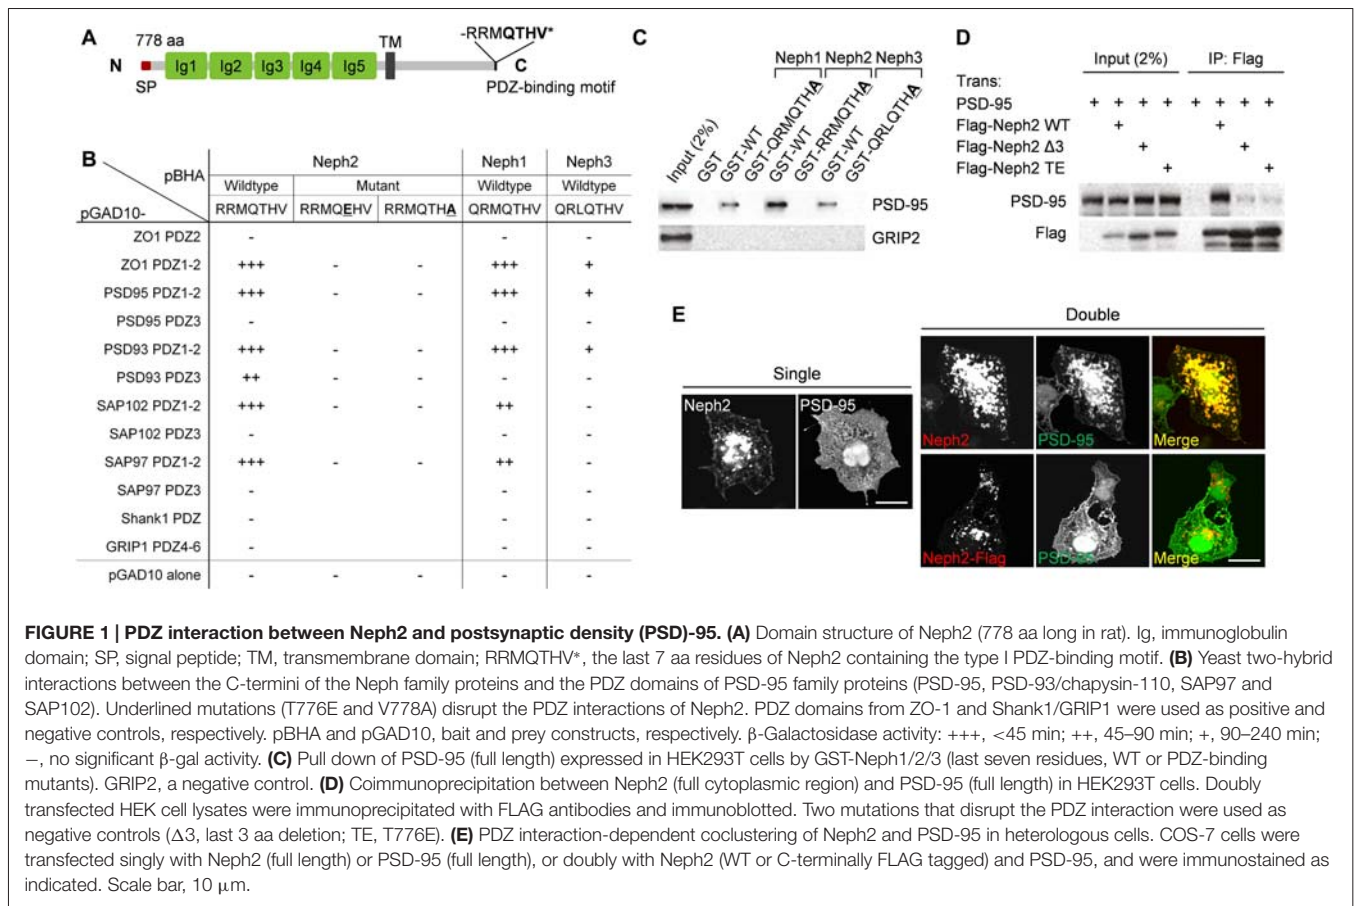 A
778 aa
-RRMQTHV*
TM
N
Ig1 Ig2 Ig3 Ig4 Ig5
C
SP
PDZ-binding motif
B
pBHA
pGAD10-
Neph2 Neph1 Neph3
Wildtype Mutant Wildtype Wildtype
RRMQTHV RRMQEHV RRMQTHA QRMQTHV QRLQTHV
ZO1 PDZ2 - - -
ZO1 PDZ1-2 +++ - - +++ +
PSD95 PDZ1-2 +++ - - +++ +
PSD95 PDZ3 - - -
PSD93 PDZ1-2 +++ - - +++ +
PSD93 PDZ3 ++ - - - -
SAP102 PDZ1-2 +++ - - ++ -
SAP102 PDZ3 - - -
SAP97 PDZ1-2 +++ - - ++ -
SAP97 PDZ3 - - -
Shank1 PDZ - - -
GRIP1 PDZ4-6 - - -
pGAD10 alone - - - - -
C
Neph1 Neph2 Neph3
Input (2%)
GST
GST-WT
GST-QRMQTHA
GST-WT
GST-RRMQTHA
GST-WT
GST-QRLQTHA
PSD-95
GRIP2
D
Input (2%) IP: Flag
Trans:
PSD-95 + + + + + + + +
Flag-Neph2 WT + +
Flag-Neph2 Δ3 + +
Flag-Neph2 TE + +
PSD-95
Flag
E
Single
Neph2 PSD-95
Double
Neph2 PSD-95 Merge
Neph2-Flag PSD-95 Merge
FIGURE 1 | PDZ interaction between Neph2 and postsynaptic density (PSD)-95. (A) Domain structure of Neph2 (778 aa long in rat). Ig, immunoglobulin
domain; SP, signal peptide; TM, transmembrane domain; RRMQTHV*, the last 7 aa residues of Neph2 containing the type I PDZ-binding motif. (B) Yeast two-hybrid
interactions between the C-termini of the Neph family proteins and the PDZ domains of PSD-95 family proteins (PSD-95, PSD-93/chapysin-110, SAP97 and
SAP102). Underlined mutations (T776E and V778A) disrupt the PDZ interactions of Neph2. PDZ domains from ZO-1 and Shank1/GRIP1 were used as positive and
negative controls, respectively. pBHA and pGAD10, bait and prey constructs, respectively. β-Galactosidase activity: +++, <45 min; ++, 45–90 min; +, 90–240 min;
−, no significant β-gal activity. (C) Pull down of PSD-95 (full length) expressed in HEK293T cells by GST-Neph1/2/3 (last seven residues, WT or PDZ-binding
mutants). GRIP2, a negative control. (D) Coimmunoprecipitation between Neph2 (full cytoplasmic region) and PSD-95 (full length) in HEK293T cells. Doubly
transfected HEK cell lysates were immunoprecipitated with FLAG antibodies and immunoblotted. Two mutations that disrupt the PDZ interaction were used as
negative controls (Δ3, last 3 aa deletion; TE, T776E). (E) PDZ interaction-dependent coclustering of Neph2 and PSD-95 in heterologous cells. COS-7 cells were
transfected singly with Neph2 (full length) or PSD-95 (full length), or doubly with Neph2 (WT or C-terminally FLAG tagged) and PSD-95, and were immunostained as
indicated. Scale bar, 10 μm.